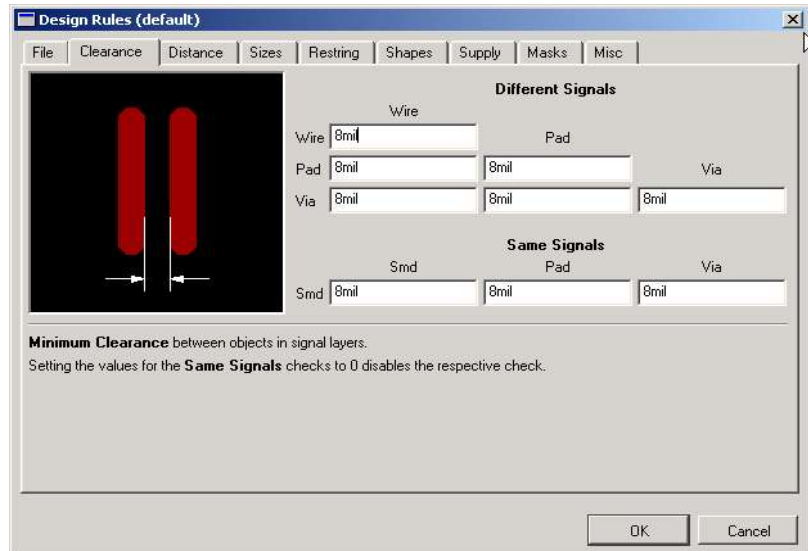 Design Rules (default)
File Clearance Distance Sizes Restring Shapes Supply Masks Misc
Different Signals
Wire
Wire 8mil Pad
Pad 8mil 8mil Via
Via 8mil 8mil 8mil
Same Signals
Smd Pad Via
Smd 8mil 8mil 8mil
Minimum Clearance between objects in signal layers.
Setting the values for the Same Signals checks to 0 disables the respective check.
OK Cancel